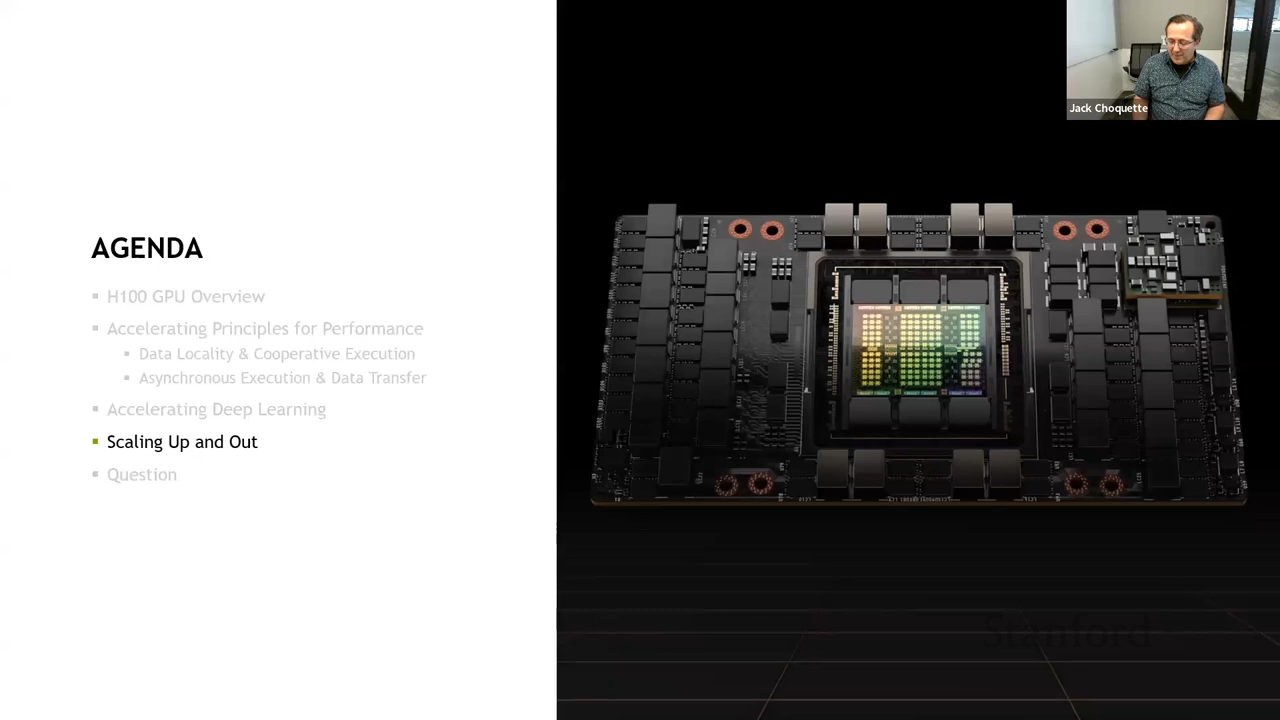 Jack Choquette
AGENDA
H100 GPU Overview
Accelerating Principles for Performance
Data Locality & Cooperative Execution
Asynchronous Execution & Data Transfer
Accelerating Deep Learning
Scaling Up and Out
Question
Stanford